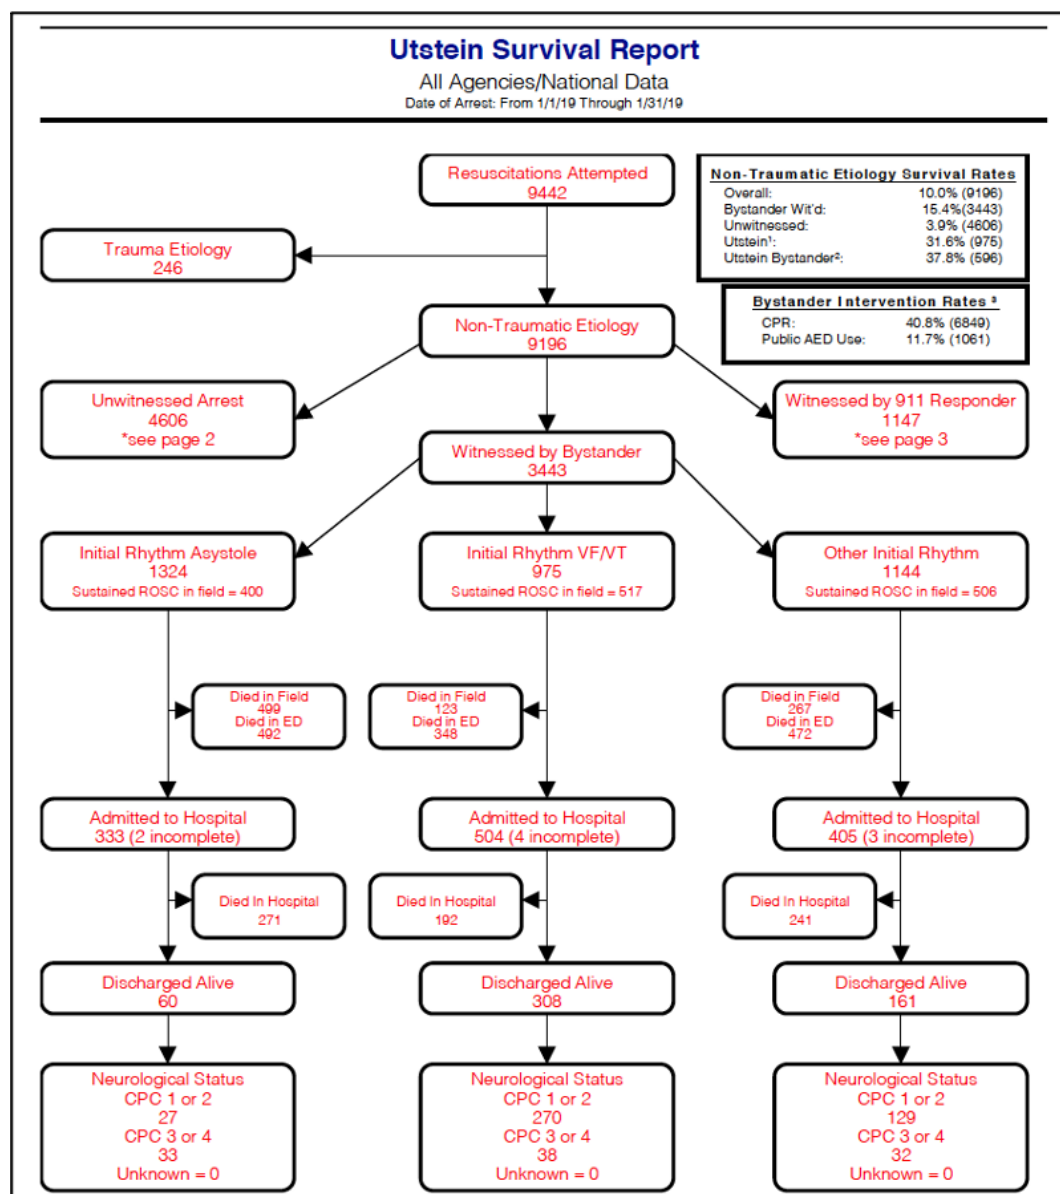 Utstein Survival Report
All Agencies/National Data
Date of Arrest: From 1/1/19 Through 1/31/19
Resuscitations Attempted
9442
Non-Traumatic Etiology Survival Rates
Overall: 10.0% (9196)
Bystander Wit'd: 15.4%(3443)
Unwitnessed: 3.9% (4606)
Utstein¹: 31.6% (975)
Utstein Bystander²: 37.8% (596)
Bystander Intervention Rates ³
CPR: 40.8% (6849)
Public AED Use: 11.7% (1061)
Trauma Etiology
246
Non-Traumatic Etiology
9196
Unwitnessed Arrest
4606
*see page 2
Witnessed by 911 Responder
1147
*see page 3
Witnessed by Bystander
3443
Initial Rhythm Asystole
1324
Sustained ROSC in field = 400
Initial Rhythm VF/VT
975
Sustained ROSC in field = 517
Other Initial Rhythm
1144
Sustained ROSC in field = 506
Died in Field
499
Died in ED
492
Died in Field
123
Died in ED
348
Died in Field
267
Died in ED
472
Admitted to Hospital
333 (2 incomplete)
Admitted to Hospital
504 (4 incomplete)
Admitted to Hospital
405 (3 incomplete)
Died In Hospital
271
Died In Hospital
192
Died In Hospital
241
Discharged Alive
60
Discharged Alive
308
Discharged Alive
161
Neurological Status
CPC 1 or 2
27
CPC 3 or 4
33
Unknown = 0
Neurological Status
CPC 1 or 2
270
CPC 3 or 4
38
Unknown = 0
Neurological Status
CPC 1 or 2
129
CPC 3 or 4
32
Unknown = 0